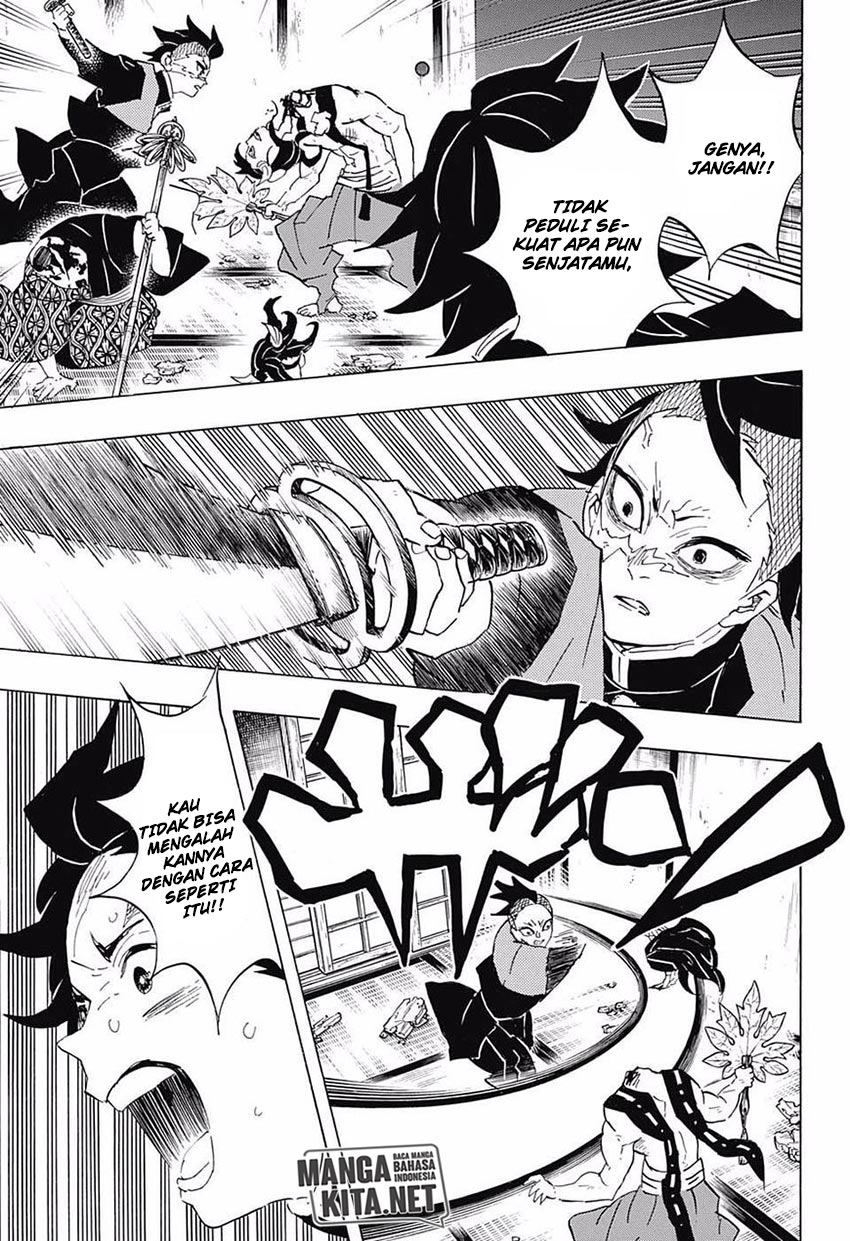 GENYA,
JANGAN!!
TIDAK
PEDULI SE-
KUAT APA PUN
SENJATAMU,
KAU
TIDAK BISA
MENGALAH
KANNYA
DENGAN CARA
SEPERTI
ITU!!
MANGA
KITA.NET
BACA MANGA
BAHASA
INDONESIA